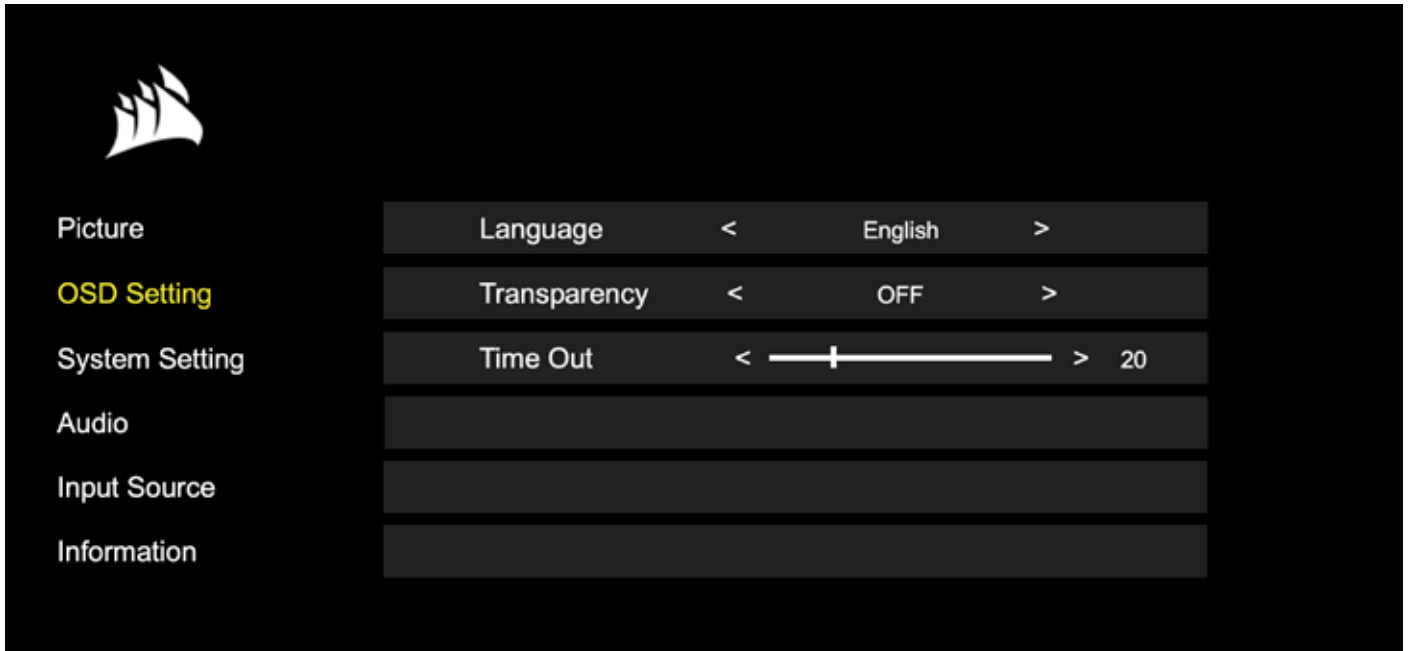 Picture
Language < English >
OSD Setting
Transparency < OFF >
System Setting
Time Out < > 20
Audio
Input Source
Information